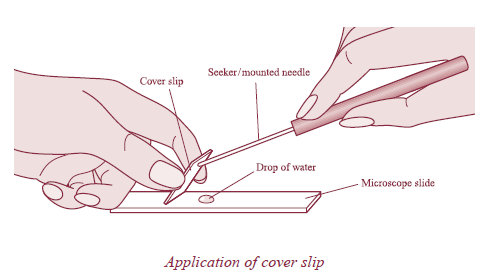 Seeker/mounted needle
Cover slip
Drop of water
Microscope slide
Application of cover slip